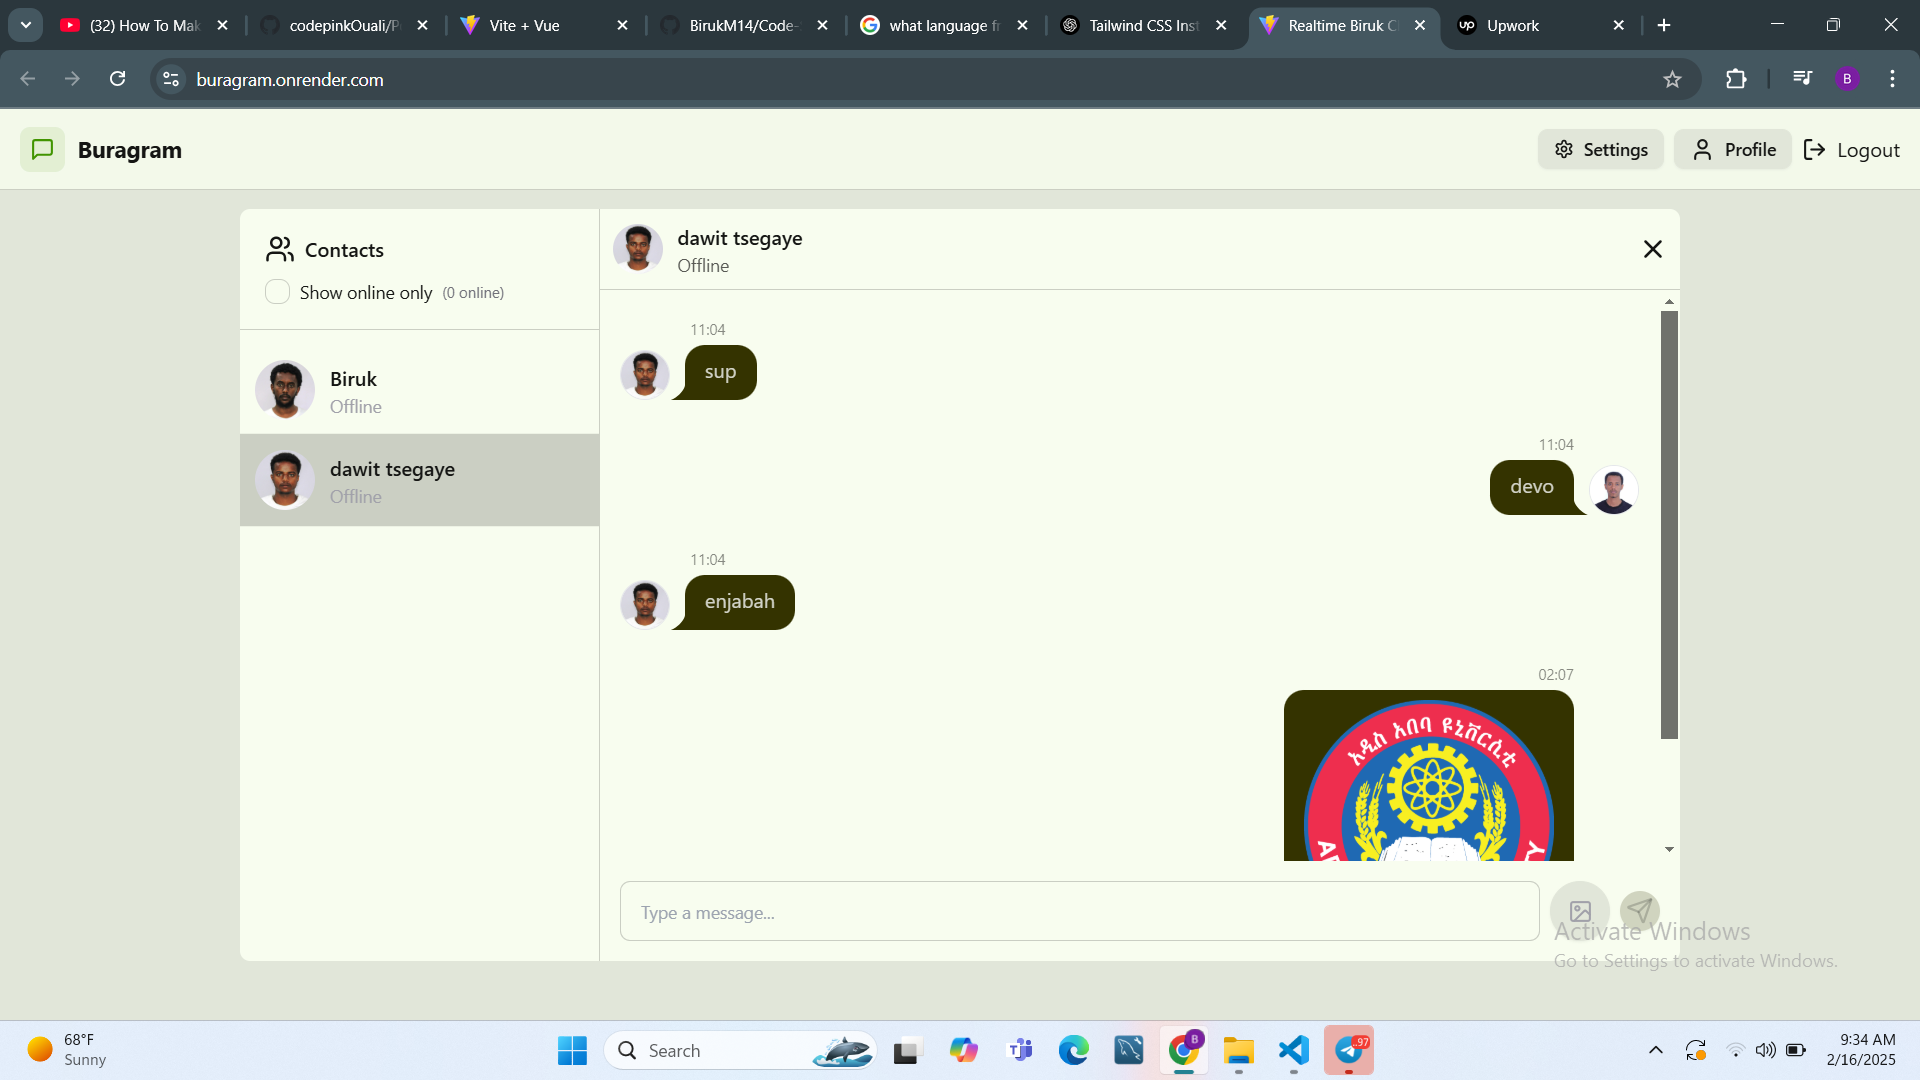 (32) How To Mak
codepinkOuali/P
Vite + Vue
BirukM14/Code-
what language fr
Tailwind CSS Inst
Realtime Biruk C
up
Upwork
buragram.onrender.com
B
Buragram
Settings
Profile
Logout
Contacts
Show online only (0 online)
Biruk
Offline
dawit tsegaye
Offline
dawit tsegaye
Offline
11:04
sup
11:04
devo
11:04
enjabah
02:07
አዲስ አበባ ዩኒቨርሲቲ
Type a message...
Activate Windows
Go to Settings to activate Windows.
68°F
Sunny
Search
B
97
9:34 AM
2/16/2025